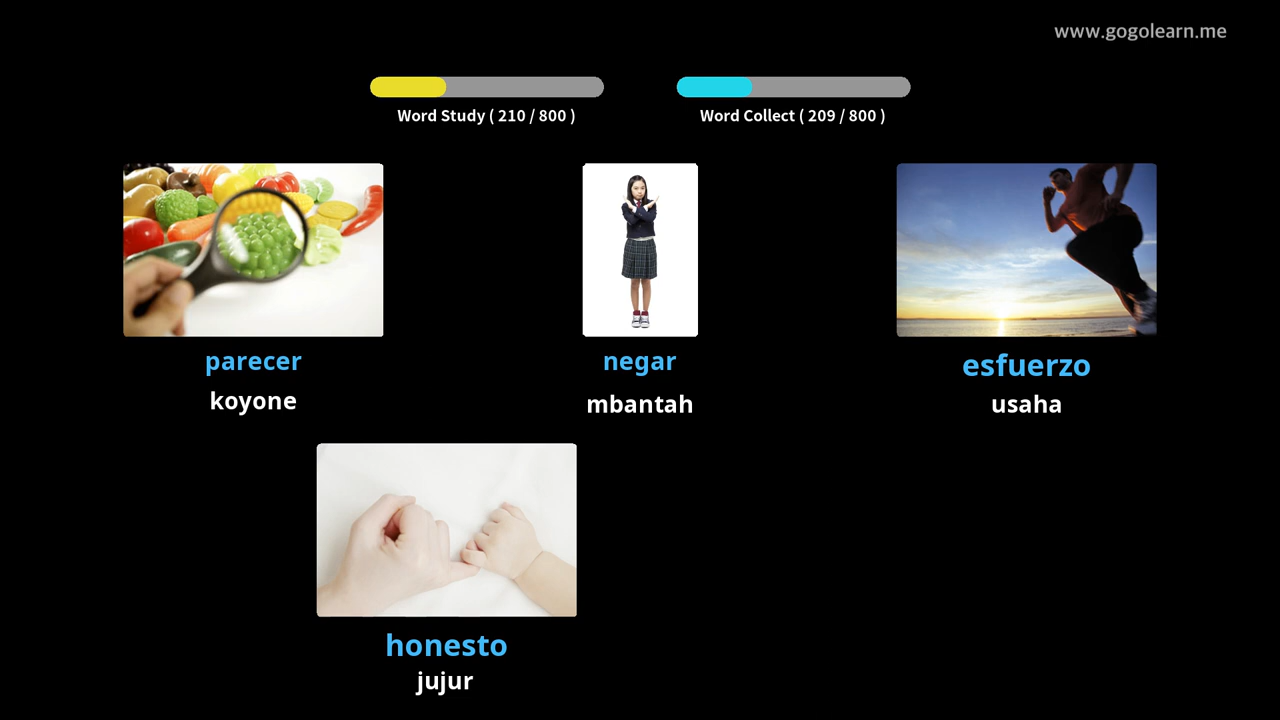 www.gogolearn.me
Word Study ( 210 / 800 )
Word Collect ( 209 / 800 )
parecer
koyone
negar
mbantah
esfuerzo
usaha
honesto
jujur